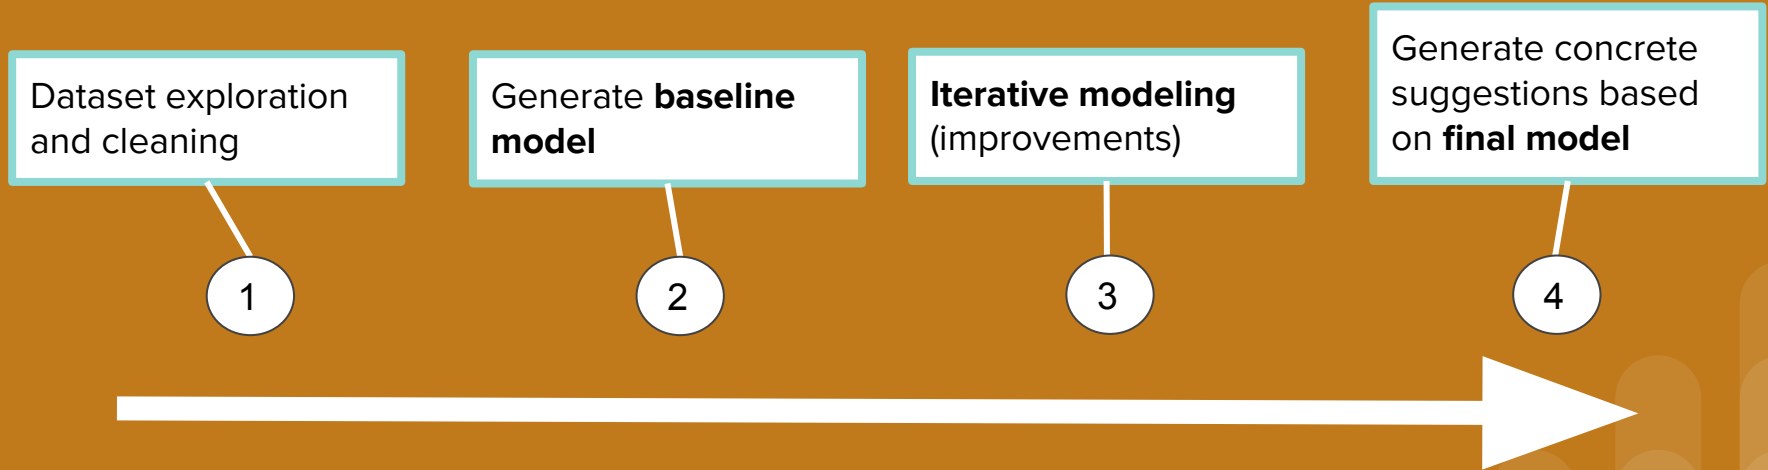 Dataset exploration
and cleaning
Generate baseline
model
Iterative modeling
(improvements)
Generate concrete
suggestions based
on final model
1
2
3
4